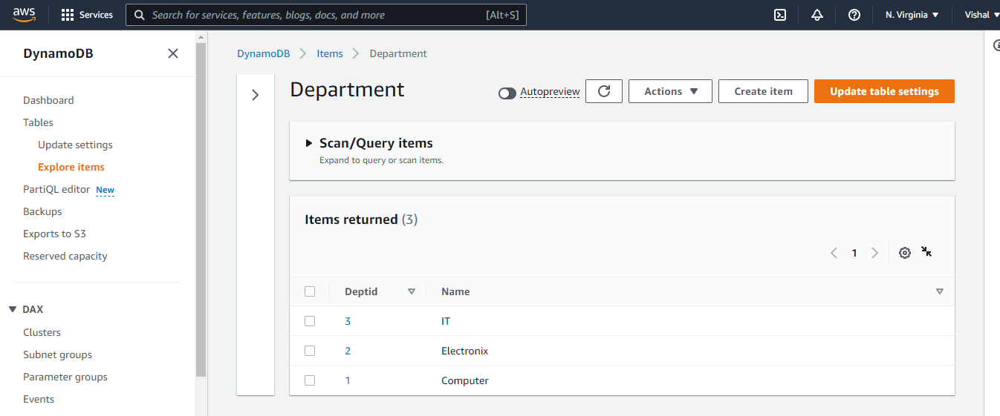 aws Services Search for services, features, blogs, docs, and more [Alt+S] N. Virginia Vishal
DynamoDB
Dashboard
Tables
Update settings
Explore items
PartiQL editor New
Backups
Exports to S3
Reserved capacity
DAX
Clusters
Subnet groups
Parameter groups
Events
DynamoDB Items Department
Department Autopreview Actions Create item Update table settings
Scan/Query items
Expand to query or scan items.
Items returned (3)
1
Deptid Name
3 IT
2 Electronix
1 Computer